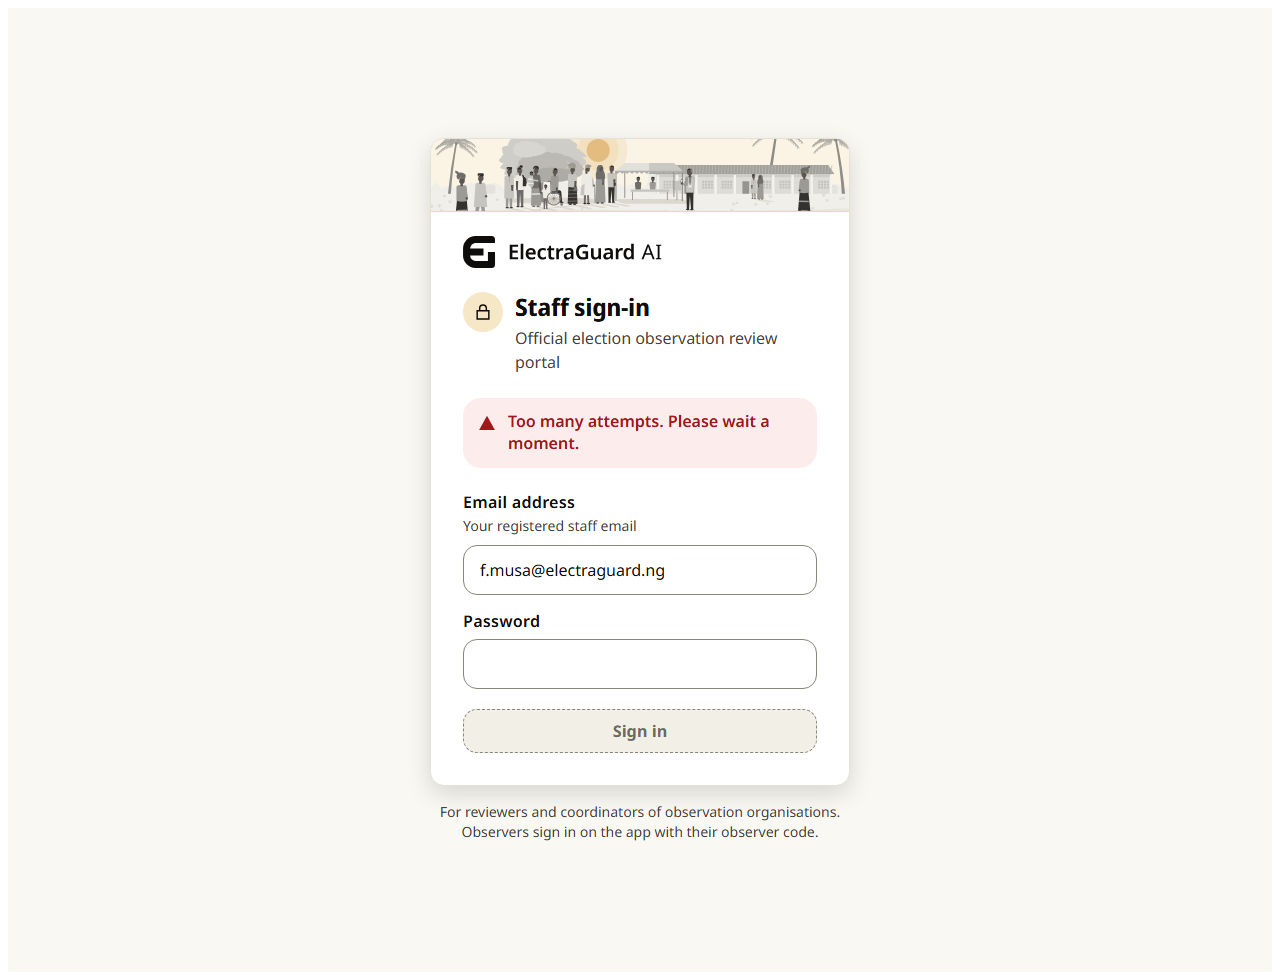 ElectraGuard AI
Staff sign-in
Official election observation review
portal
Too many attempts. Please wait a
moment.
Email address
Your registered staff email
f.musa@electraguard.ng
Password
Sign in
For reviewers and coordinators of observation organisations.
Observers sign in on the app with their observer code.